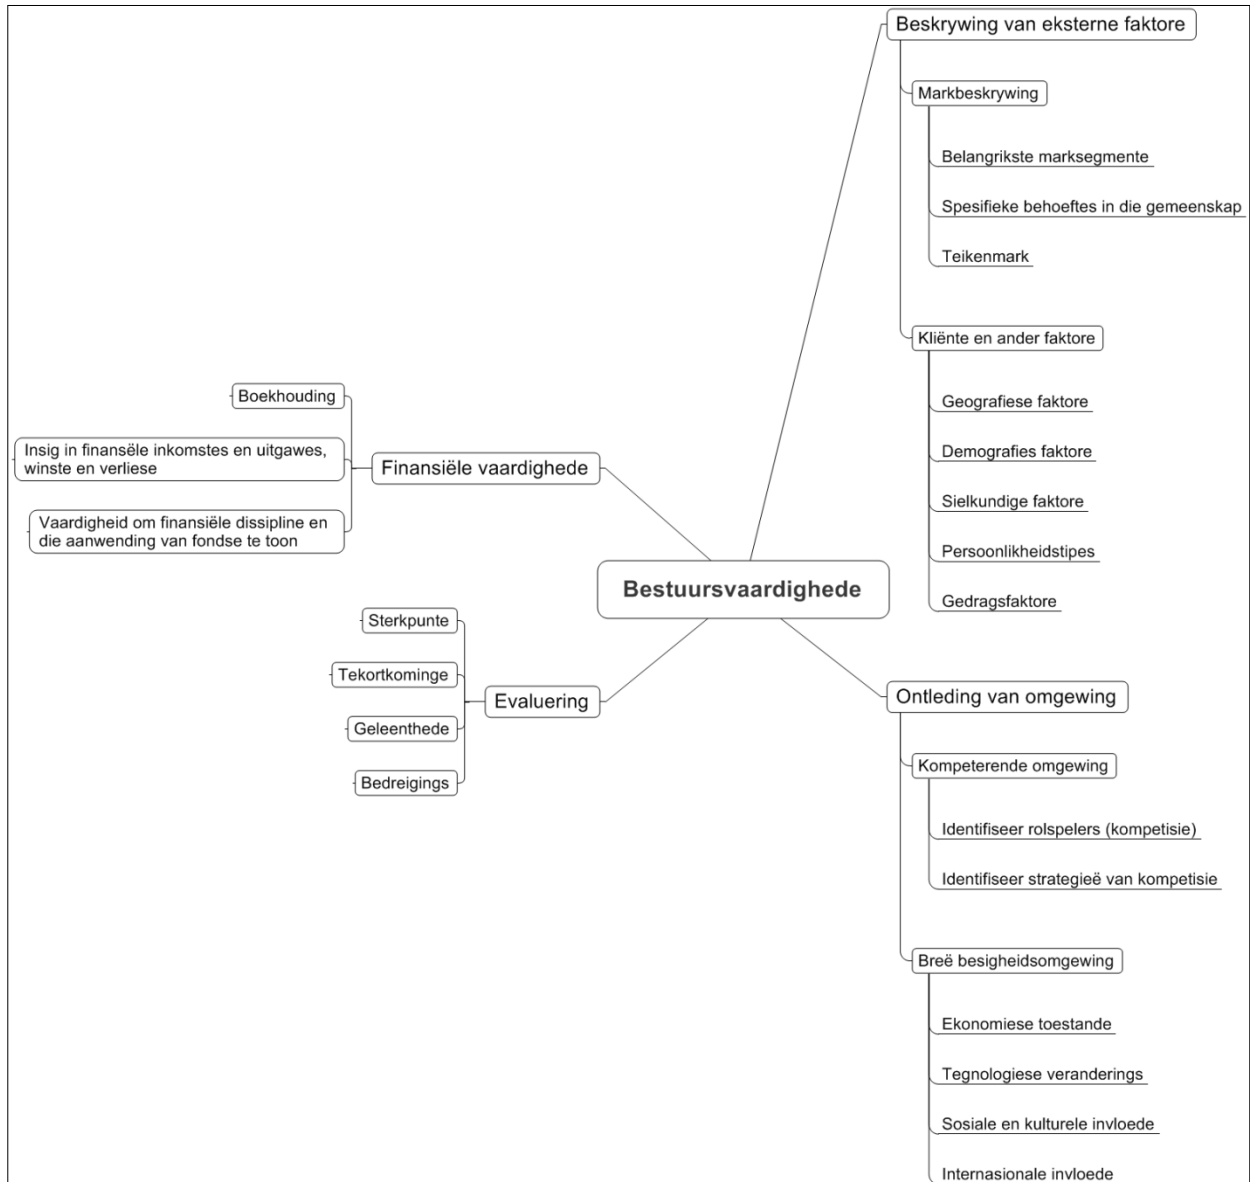 Bestuursvaardighede
Beskrywing van eksterne faktore
Markbeskrywing
Belangrikste marksegmente
Spesifieke behoeftes in die gemeenskap
Teikenmark
Kliënte en ander faktore
Geografiese faktore
Demografies faktore
Sielkundige faktore
Persoonlikheidstipes
Gedragsfaktore
Ontleding van omgewing
Kompeterende omgewing
Identifiseer rolspelers (kompetisie)
Identifiseer strategieë van kompetisie
Breë besigheidsomgewing
Ekonomiese toestande
Tegnologiese veranderings
Sosiale en kulturele invloede
Internasionale invloede
Finansiële vaardighede
Boekhouding
Insig in finansële inkomstes en uitgawes,
winste en verliese
Vaardigheid om finansiële dissipline en
die aanwending van fondse te toon
Evaluering
Sterkpunte
Tekortkominge
Geleenthede
Bedreigings